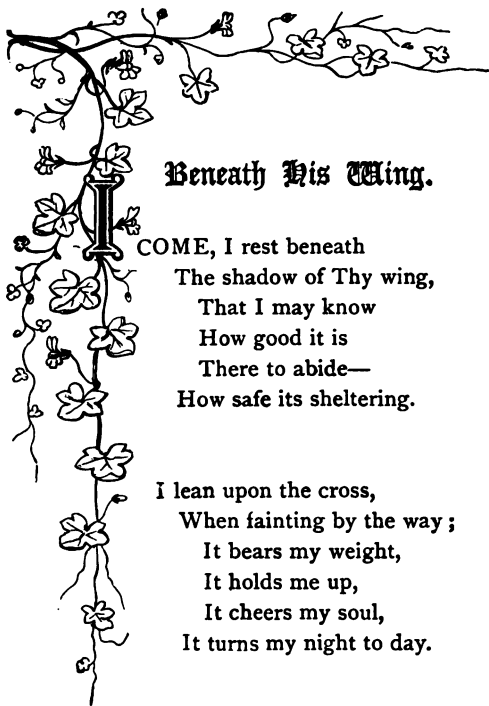 Beneath His Wing.
I COME, I rest beneath
The shadow of Thy wing,
That I may know
How good it is
There to abide—
How safe its sheltering.
I lean upon the cross,
When fainting by the way;
It bears my weight,
It holds me up,
It cheers my soul,
It turns my night to day.